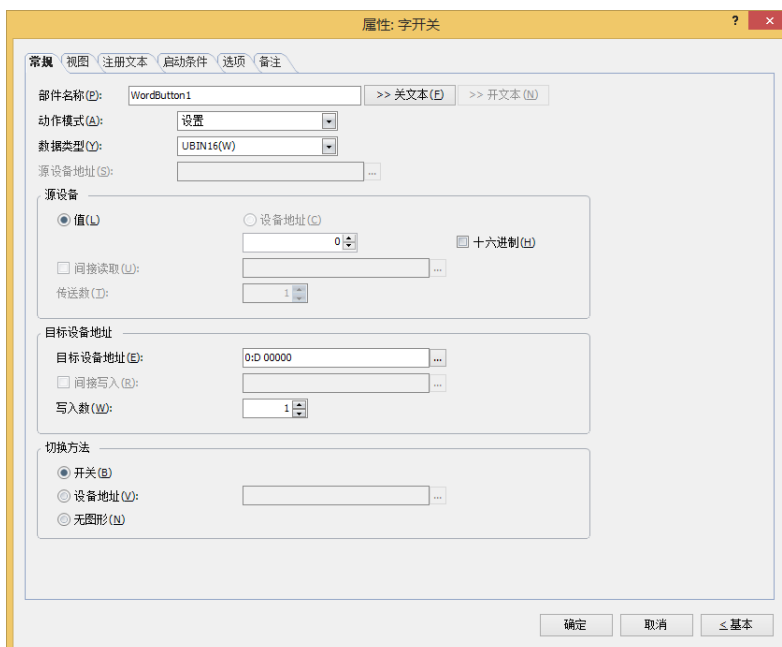 属性: 字开关 ? ×
常规 视图 注册文本 启动条件 选项 备注
部件名称(P): WordButton1 >> 关文本(F) >> 开文本(N)
动作模式(A): 设置
数据类型(Y): UBIN16(W)
源设备地址(S): ...
源设备
值(L) 设备地址(C)
0 十六进制(H)
间接读取(U): ...
传送数(T): 1
目标设备地址
目标设备地址(E): 0:D 00000 ...
间接写入(R): ...
写入数(W): 1
切换方法
开关(B)
设备地址(V): ...
无图形(N)
确定 取消 <基本